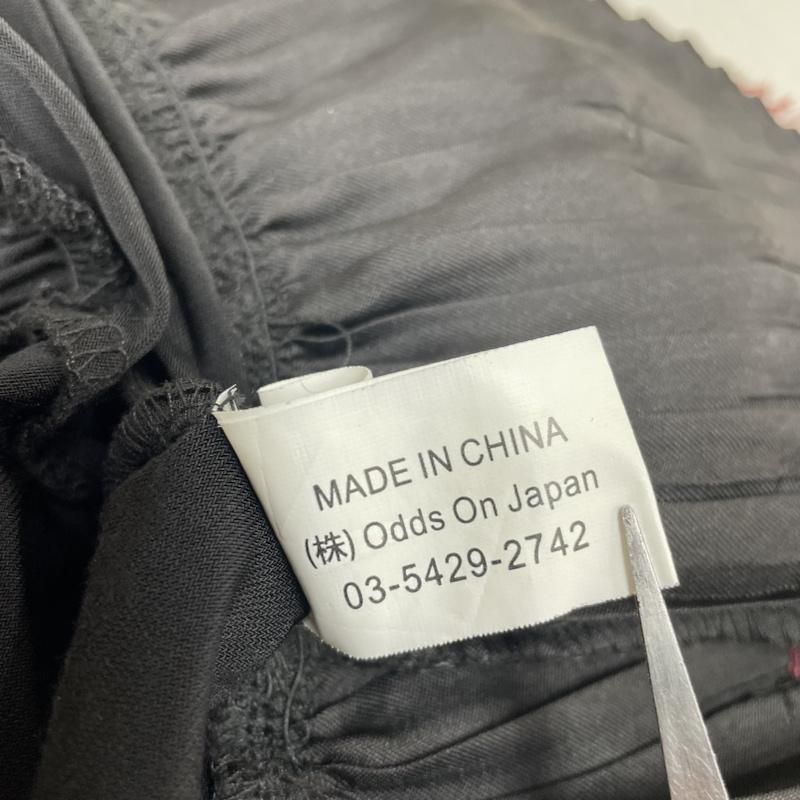 MADE IN CHINA
(株) Odds On Japan
03-5429-2742